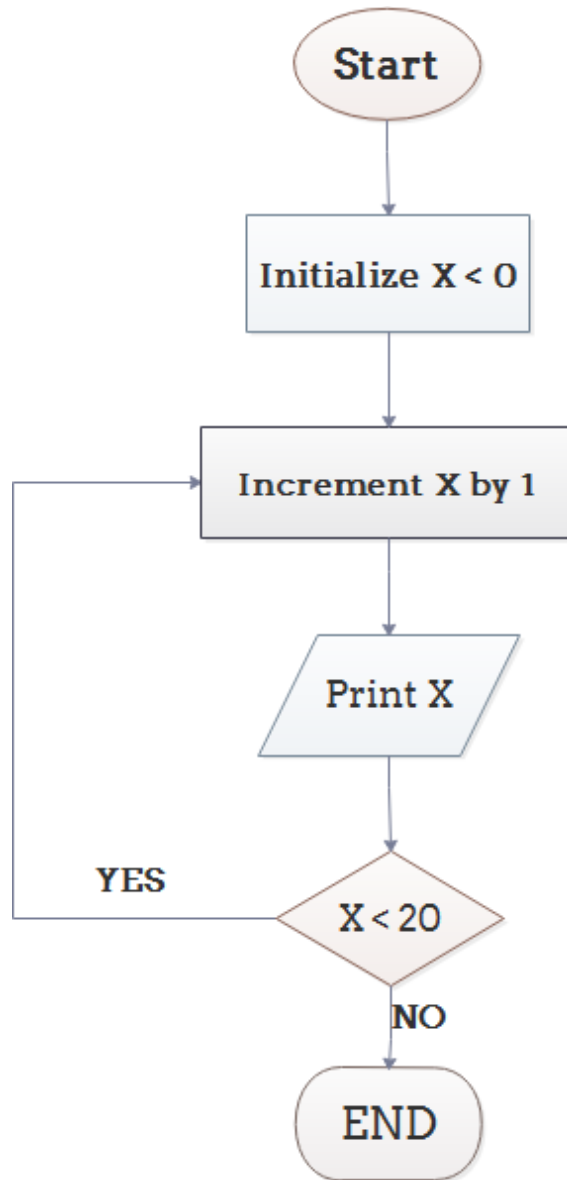 Start
Initialize X < 0
Increment X by 1
Print X
YES
X < 20
NO
END